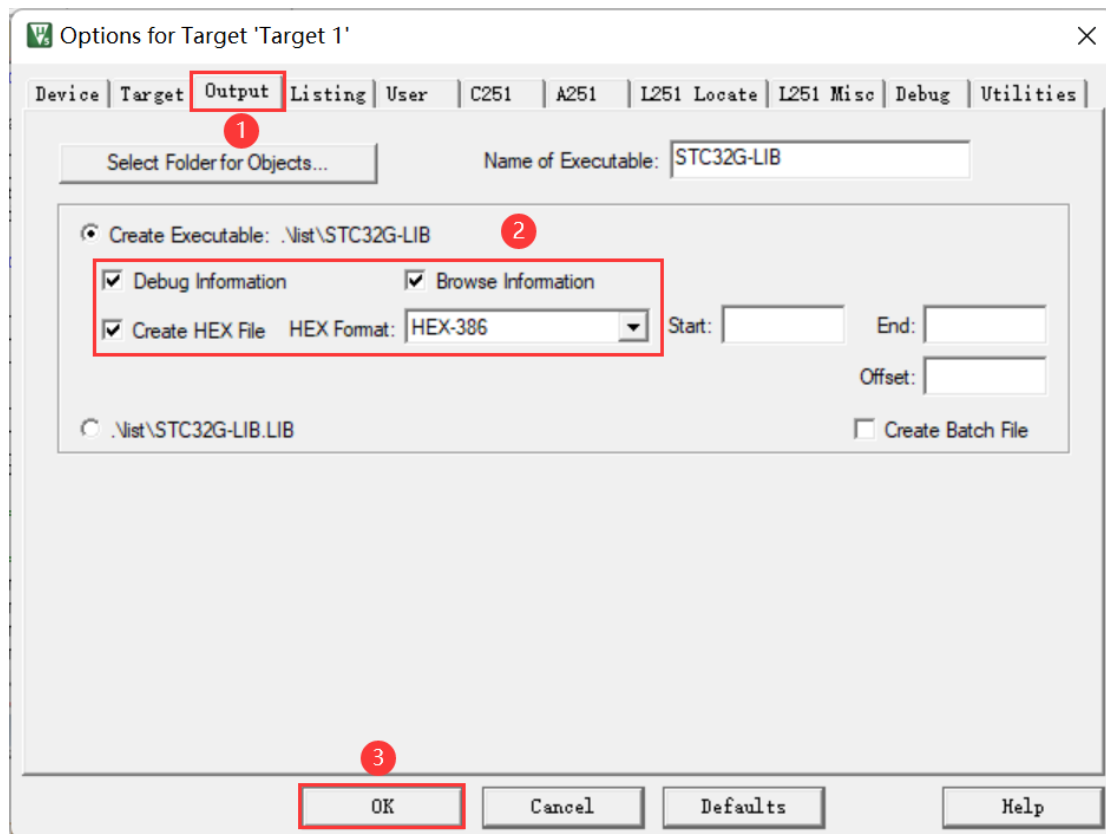 Options for Target 'Target 1'
Device Target Output Listing User C251 A251 L251 Locate L251 Misc Debug Utilities
1
Select Folder for Objects... Name of Executable: STC32G-LIB
Create Executable: .\list\STC32G-LIB 2
Debug Information Browse Information
Create HEX File HEX Format: HEX-386 Start: End:
Offset:
.\list\STC32G-LIB.LIB Create Batch File
3
OK Cancel Defaults Help